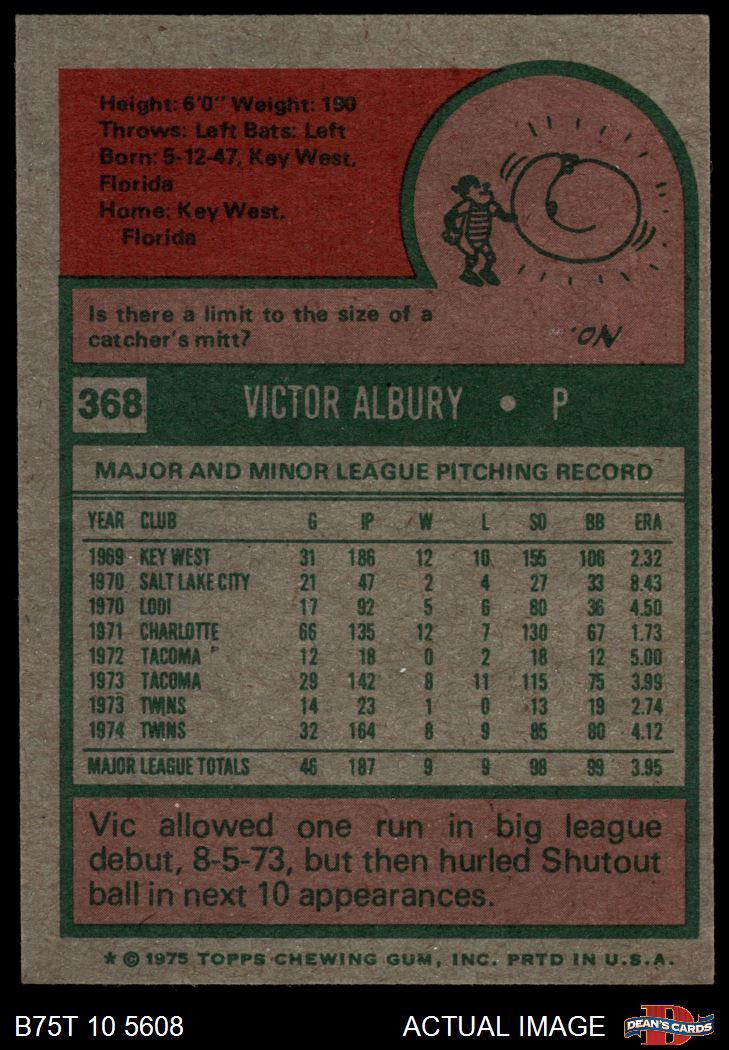 Height: 6'0" Weight: 190
Throws: Left Bats: Left
Born: 5-12-47, Key West,
Florida
Home: Key West,
Florida
Is there a limit to the size of a
catcher's mitt?
NO.
368 VICTOR ALBURY • P
MAJOR AND MINOR LEAGUE PITCHING RECORD
YEAR CLUB G IP W L SO BB ERA
1969 KEY WEST 31 186 12 10 155 106 2.32
1970 SALT LAKE CITY 21 47 2 4 27 33 8.43
1970 LODI 17 92 5 6 80 36 4.50
1971 CHARLOTTE 66 135 12 7 130 67 1.73
1972 TACOMA 12 18 0 2 18 12 5.00
1973 TACOMA 29 142 8 11 115 75 3.99
1973 TWINS 14 23 1 0 13 19 2.74
1974 TWINS 32 164 8 9 85 80 4.12
MAJOR LEAGUE TOTALS 46 187 9 9 98 99 3.95
Vic allowed one run in big league
debut, 8-5-73, but then hurled Shutout
ball in next 10 appearances.
* © 1975 TOPPS CHEWING GUM, INC. PRTD IN U.S.A.
B75T 10 5608 ACTUAL IMAGE DEAN'S CARDS